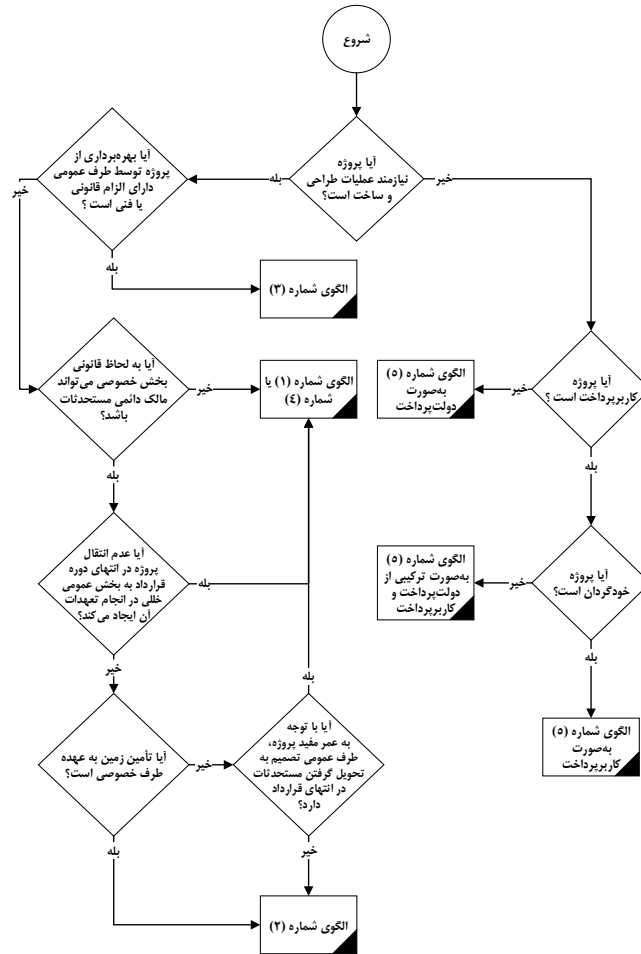 شروع
آیا پروژه
نیازمند عملیات طراحی
و ساخت است؟
بله
خیر
آیا بهره‌برداری از
پروژه توسط طرف عمومی
دارای الزام قانونی
یا فنی است ؟
خیر
بله
الگوی شماره (۳)
آیا به لحاظ قانونی
بخش خصوصی می‌تواند
مالک دائمی مستحدثات
باشد؟
خیر
الگوی شماره (۱) یا
شماره (٤)
بله
آیا عدم انتقال
پروژه در انتهای دوره
قرارداد به بخش عمومی
خللی در انجام تعهدات
آن ایجاد می‌کند؟
بله
خیر
آیا تأمین زمین به عهده
طرف خصوصی است؟
خیر
بله
آیا با توجه
به عمر مفید پروژه،
طرف عمومی تصمیم به
تحویل گرفتن مستحدثات
در انتهای قرارداد
دارد؟
بله
خیر
الگوی شماره (۲)
آیا پروژه
کاربرپرداخت است ؟
خیر
الگوی شماره (٥)
به‌صورت
دولت‌پرداخت
بله
آیا پروژه
خودگردان است؟
خیر
الگوی شماره (٥)
به‌صورت ترکیبی از
دولت‌پرداخت و
کاربرپرداخت
بله
الگوی شماره (٥)
به‌صورت
کاربرپرداخت